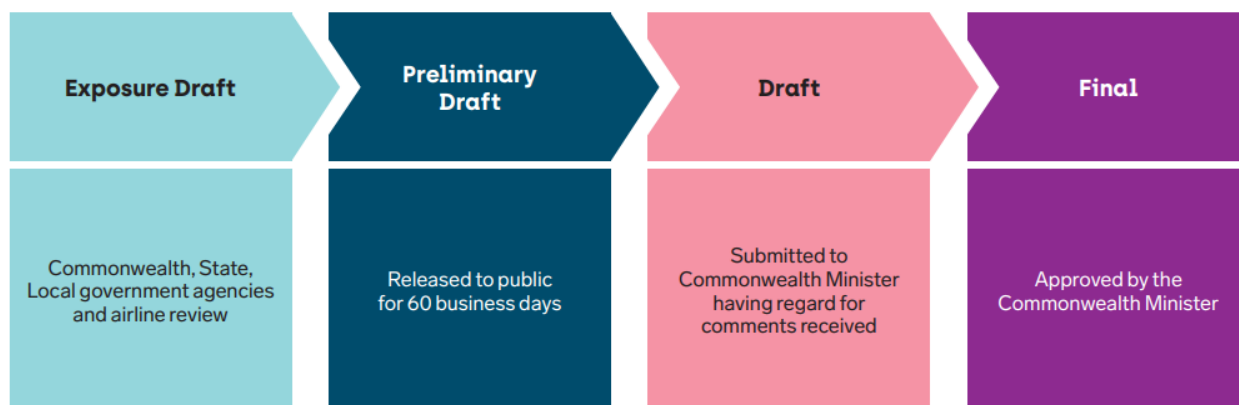 Exposure Draft
Preliminary
Draft
Draft
Final
Commonwealth, State,
Local government agencies
and airline review
Released to public
for 60 business days
Submitted to
Commonwealth Minister
having regard for
comments received
Approved by the
Commonwealth Minister